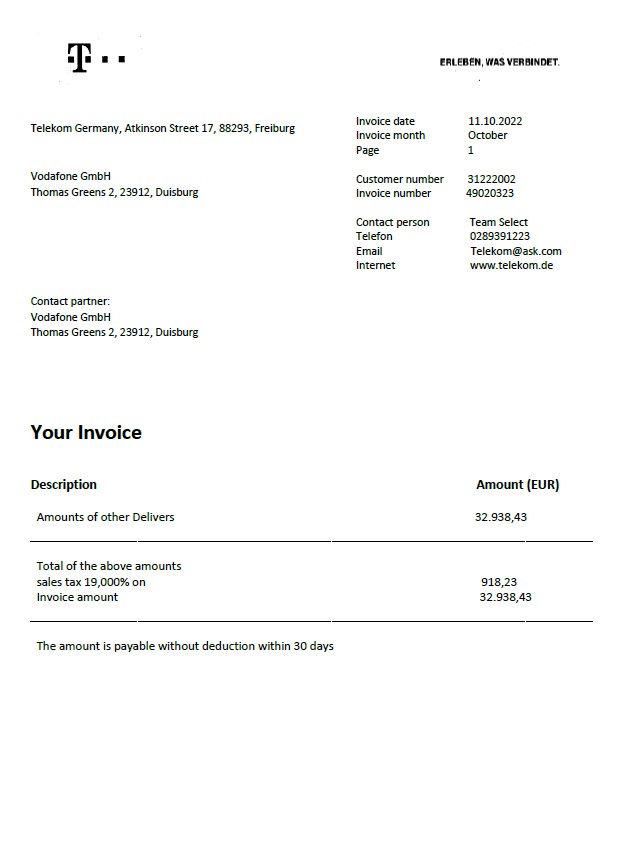 T
ERLEBEN, WAS VERBINDET.
Telekom Germany, Atkinson Street 17, 88293, Freiburg
Vodafone GmbH
Thomas Greens 2, 23912, Duisburg
Invoice date 11.10.2022
Invoice month October
Page 1
Customer number 31222002
Invoice number 49020323
Contact person Team Select
Telefon 0289391223
Email Telekom@ask.com
Internet www.telekom.de
Contact partner:
Vodafone GmbH
Thomas Greens 2, 23912, Duisburg
Your Invoice
Description Amount (EUR)
Amounts of other Delivers 32.938,43
Total of the above amounts
sales tax 19,000% on 918,23
Invoice amount 32.938,43
The amount is payable without deduction within 30 days